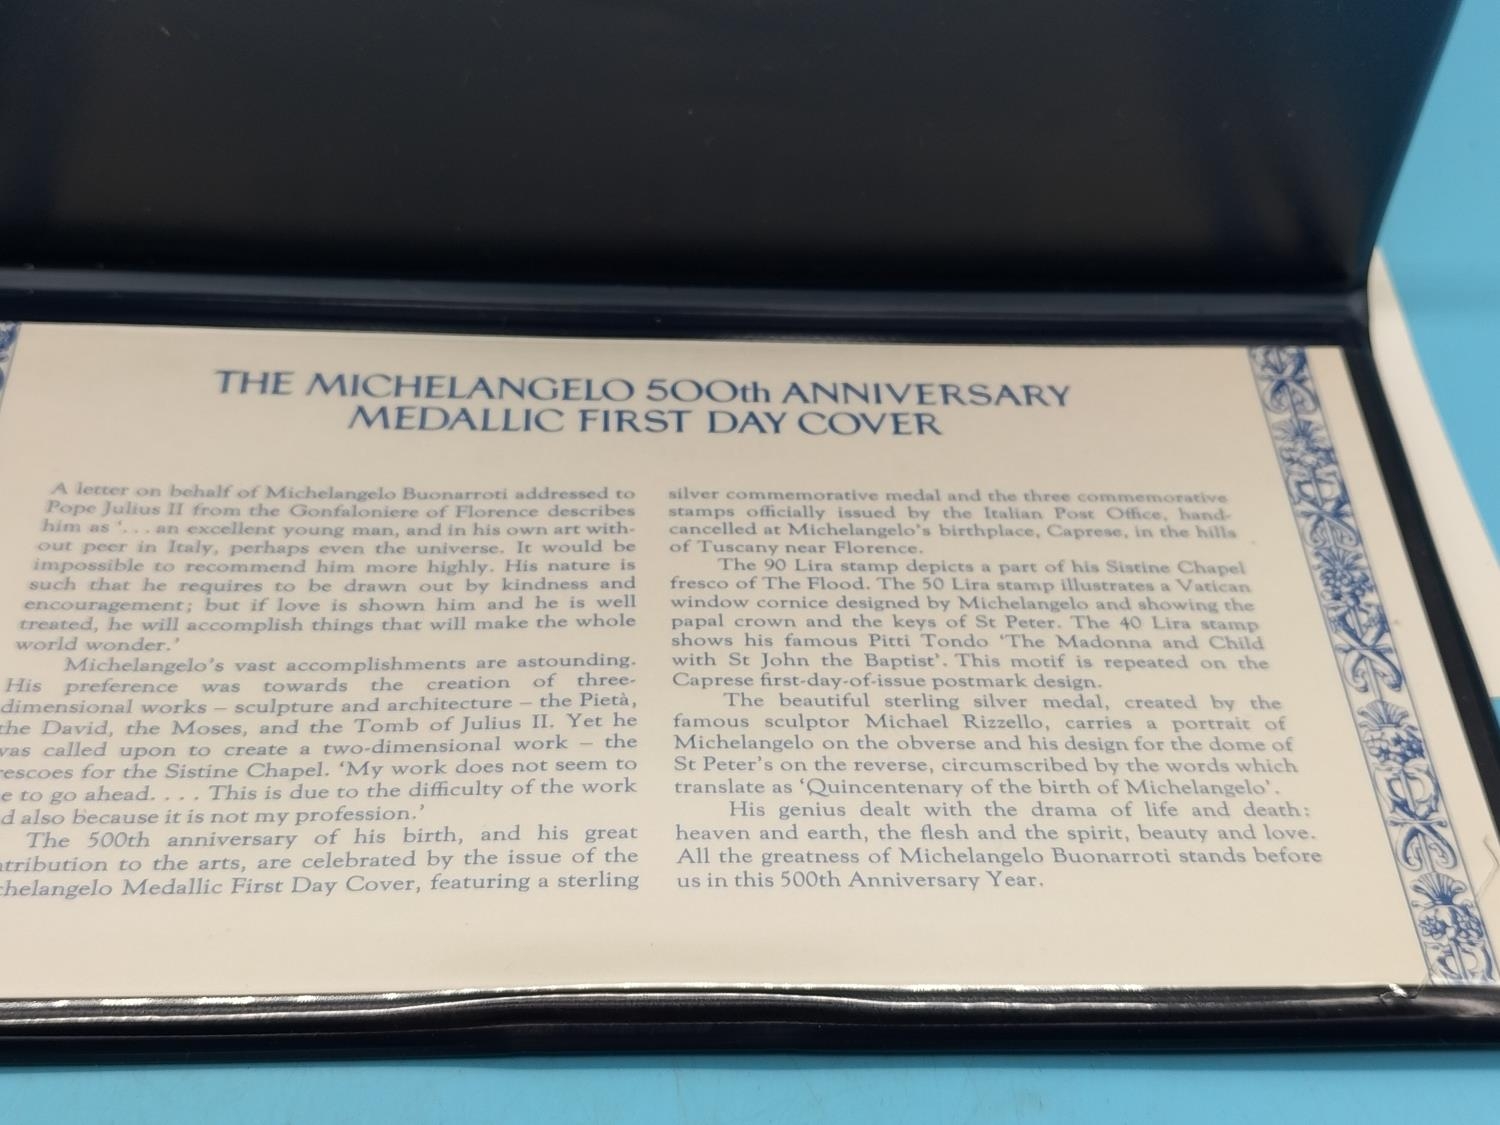 THE MICHELANGELO 500th ANNIVERSARY
MEDALLIC FIRST DAY COVER
A letter on behalf of Michelangelo Buonarroti addressed to
Pope Julius II from the Gonfaloniere of Florence describes
him as ‘. . . an excellent young man, and in his own art with-
out peer in Italy, perhaps even the universe. It would be
impossible to recommend him more highly. His nature is
such that he requires to be drawn out by kindness and
encouragement; but if love is shown him and he is well
treated, he will accomplish things that will make the whole
world wonder.’
Michelangelo’s vast accomplishments are astounding.
His preference was towards the creation of three-
dimensional works – sculpture and architecture – the Pietà,
the David, the Moses, and the Tomb of Julius II. Yet he
was called upon to create a two-dimensional work – the
rescoes for the Sistine Chapel. ‘My work does not seem to
e to go ahead. . . . This is due to the difficulty of the work
d also because it is not my profession.’
The 500th anniversary of his birth, and his great
ntribution to the arts, are celebrated by the issue of the
chelangelo Medallic First Day Cover, featuring a sterling
silver commemorative medal and the three commemorative
stamps officially issued by the Italian Post Office, hand-
cancelled at Michelangelo’s birthplace, Caprese, in the hills
of Tuscany near Florence.
The 90 Lira stamp depicts a part of his Sistine Chapel
fresco of The Flood. The 50 Lira stamp illustrates a Vatican
window cornice designed by Michelangelo and showing the
papal crown and the keys of St Peter. The 40 Lira stamp
shows his famous Pitti Tondo ‘The Madonna and Child
with St John the Baptist’. This motif is repeated on the
Caprese first-day-of-issue postmark design.
The beautiful sterling silver medal, created by the
famous sculptor Michael Rizzello, carries a portrait of
Michelangelo on the obverse and his design for the dome of
St Peter’s on the reverse, circumscribed by the words which
translate as ‘Quincentenary of the birth of Michelangelo’.
His genius dealt with the drama of life and death:
heaven and earth, the flesh and the spirit, beauty and love.
All the greatness of Michelangelo Buonarroti stands before
us in this 500th Anniversary Year.